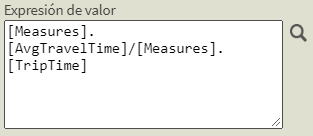 Expresión de valor
[Measures].
[AvgTravelTime]/[Measures].
[TripTime]